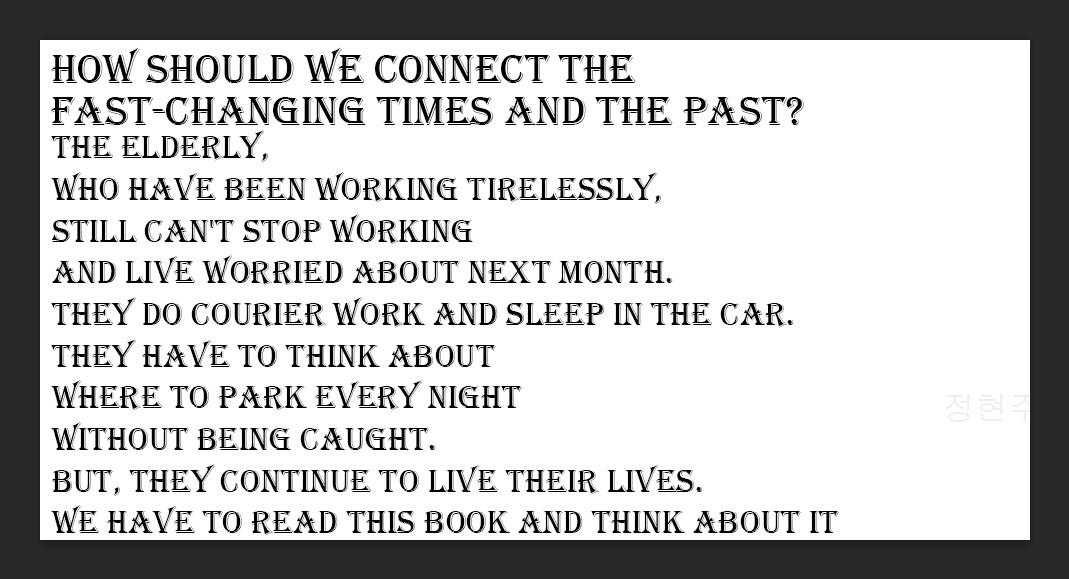 HOW SHOULD WE CONNECT THE
FAST-CHANGING TIMES AND THE PAST?
THE ELDERLY,
WHO HAVE BEEN WORKING TIRELESSLY,
STILL CAN'T STOP WORKING
AND LIVE WORRIED ABOUT NEXT MONTH.
THEY DO COURIER WORK AND SLEEP IN THE CAR.
THEY HAVE TO THINK ABOUT
WHERE TO PARK EVERY NIGHT
정현주
WITHOUT BEING CAUGHT.
BUT, THEY CONTINUE TO LIVE THEIR LIVES.
WE HAVE TO READ THIS BOOK AND THINK ABOUT IT